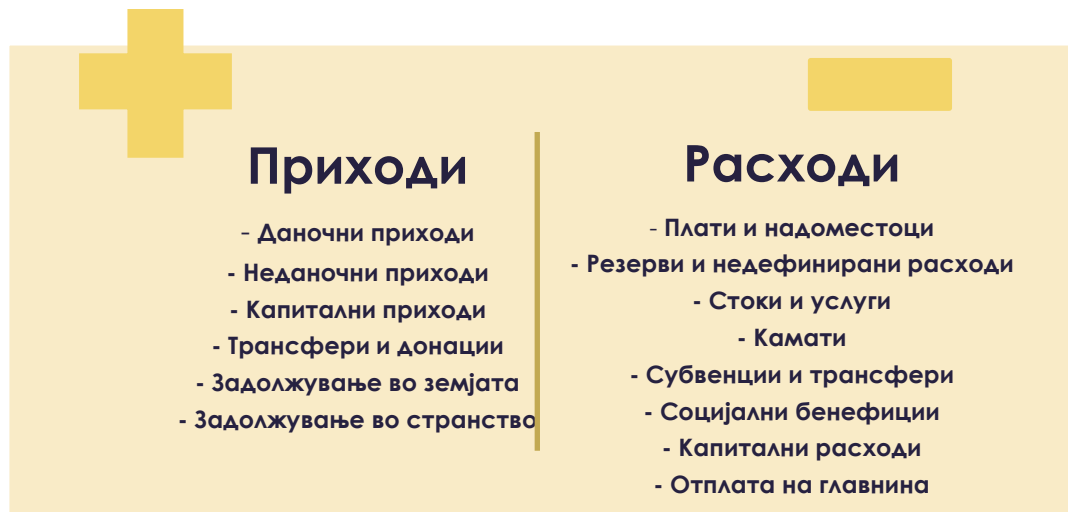 Приходи
- Даночни приходи
- Неданочни приходи
- Капитални приходи
- Трансфери и донации
- Задолжување во земјата
- Задолжување во странство
Расходи
- Плати и надоместоци
- Резерви и недефинирани расходи
- Стоки и услуги
- Камати
- Субвенции и трансфери
- Социјални бенефиции
- Капитални расходи
- Отплата на главнина